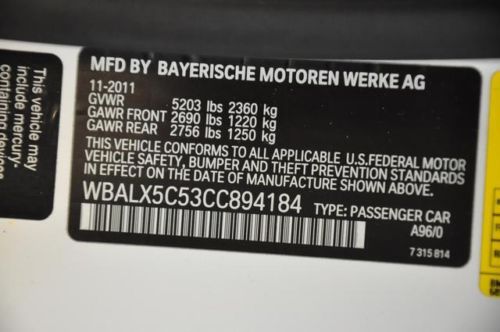 This vehicle may
include mercury-
containing devices
MFD BY BAYERISCHE MOTOREN WERKE AG
11-2011
GVWR 5203 lbs 2360 kg
GAWR FRONT 2690 lbs 1220 kg
GAWR REAR 2756 lbs 1250 kg
THIS VEHICLE CONFORMS TO ALL APPLICABLE U.S.FEDERAL MOTOR
VEHICLE SAFETY, BUMPER AND THEFT PREVENTION STANDARDS
IN EFFECT ON THE DATE OF MANUFACTURE SHOWN ABOVE.
WBALX5C53CC894184 TYPE: PASSENGER CAR
A96/0
7 315 814